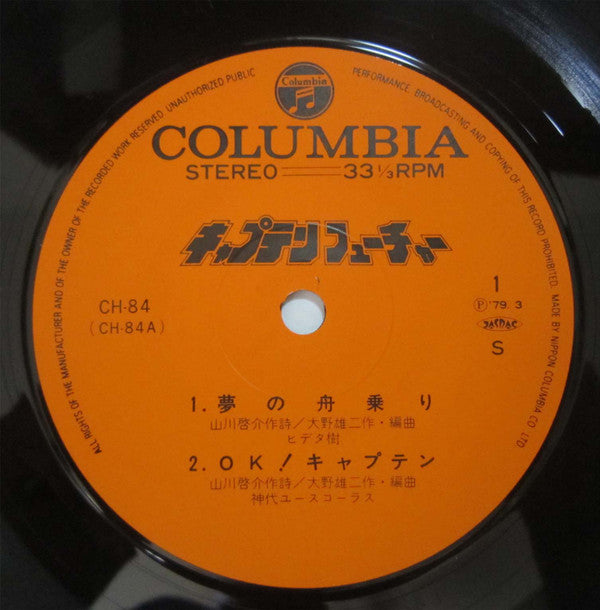 ALL RIGHTS OF THE MANUFACTURER AND OF THE OWNER OF THE RECORDED WORK RESERVED. UNAUTHORIZED PUBLIC PERFORMANCE, BROADCASTING AND COPYING OF THIS RECORD PROHIBITED. MADE BY NIPPON COLUMBIA CO. LTD
Columbia
COLUMBIA
STEREO 33 1/3 RPM
キャプテンフューチャー
1
Ⓟ '79. 3
JASRAC
S
CH-84
(CH-84A)
1. 夢の舟乗り
山川啓介作詩／大野雄二作・編曲
ヒデ夕樹
2. OK！キャプテン
山川啓介作詩／大野雄二作・編曲
神代ユースコーラス